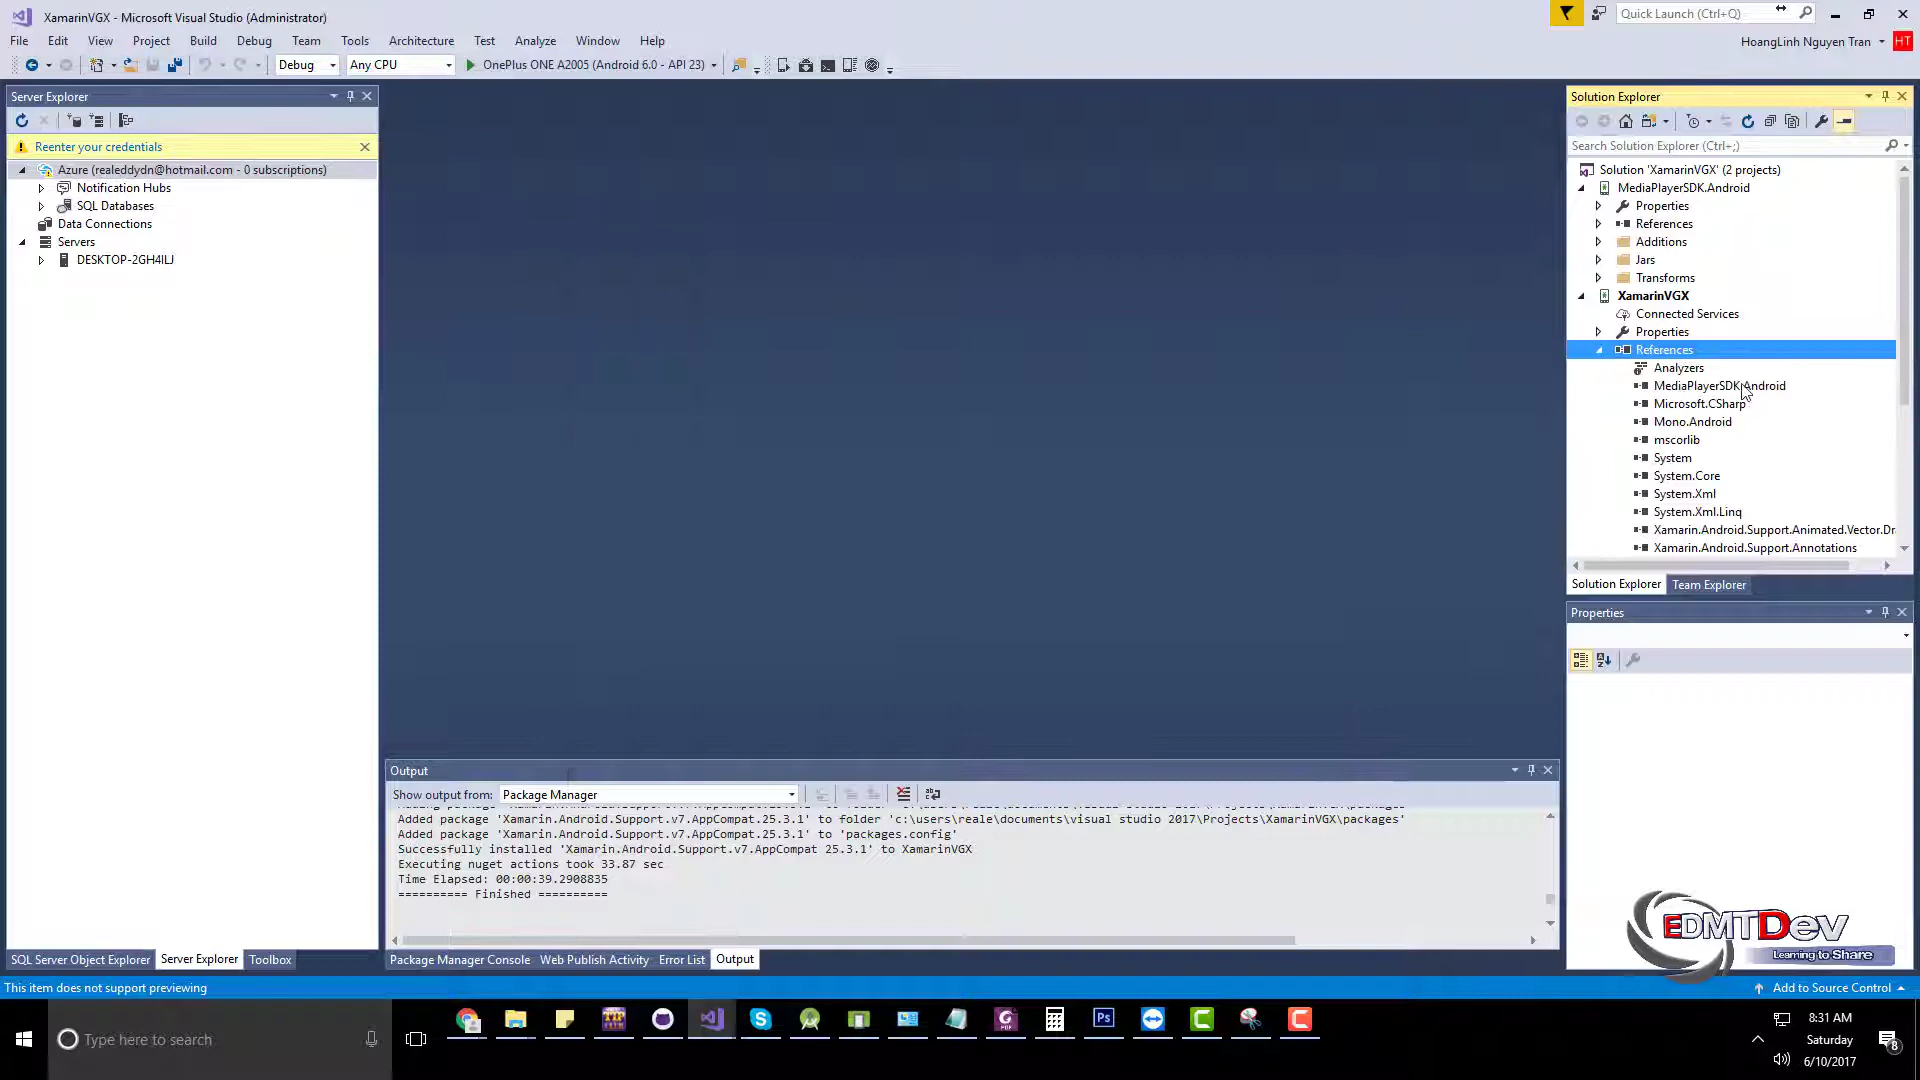 XamarinVGX - Microsoft Visual Studio (Administrator)
Quick Launch (Ctrl+Q)
File Edit View Project Build Debug Team Tools Architecture Test Analyze Window Help
HoangLinh Nguyen Tran
HT
Debug
Any CPU
OnePlus ONE A2005 (Android 6.0 - API 23)
Server Explorer
Reenter your credentials
Azure (realeddydn@hotmail.com - 0 subscriptions)
Notification Hubs
SQL Databases
Data Connections
Servers
DESKTOP-2GH4ILJ
SQL Server Object Explorer
Server Explorer
Toolbox
Output
Show output from:
Package Manager
Added package 'Xamarin.Android.Support.v7.AppCompat.25.3.1' to folder 'c:\users\reale\documents\visual studio 2017\Projects\XamarinVGX\packages'
Added package 'Xamarin.Android.Support.v7.AppCompat.25.3.1' to 'packages.config'
Successfully installed 'Xamarin.Android.Support.v7.AppCompat 25.3.1' to XamarinVGX
Executing nuget actions took 33.87 sec
Time Elapsed: 00:00:39.2908835
========== Finished ==========
Package Manager Console
Web Publish Activity
Error List
Output
Solution Explorer
Search Solution Explorer (Ctrl+;)
Solution 'XamarinVGX' (2 projects)
MediaPlayerSDK.Android
Properties
References
Additions
Jars
Transforms
XamarinVGX
Connected Services
Properties
References
Analyzers
MediaPlayerSDK.Android
Microsoft.CSharp
Mono.Android
mscorlib
System
System.Core
System.Xml
System.Xml.Linq
Xamarin.Android.Support.Animated.Vector.Dr
Xamarin.Android.Support.Annotations
Solution Explorer
Team Explorer
Properties
EDMTDev
Learning to Share
This item does not support previewing
Add to Source Control
Type here to search
8:31 AM
Saturday
6/10/2017
8